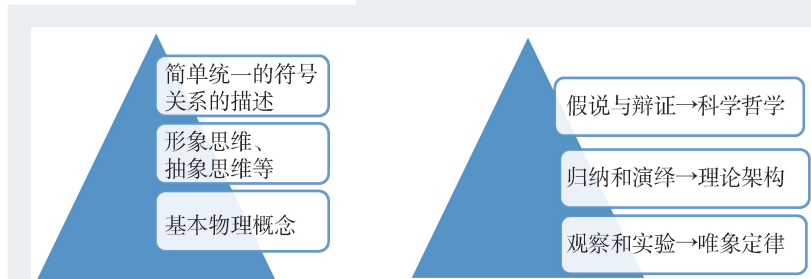 简单统一的符号
关系的描述
形象思维、
抽象思维等
基本物理概念
假说与辩证→科学哲学
归纳和演绎→理论架构
观察和实验→唯象定律